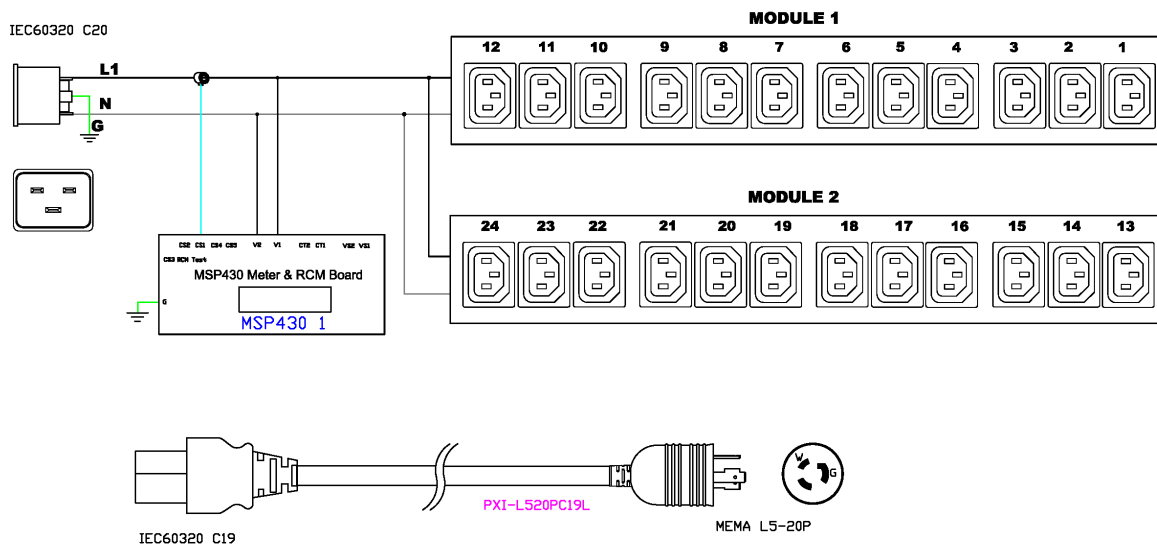 IEC60320 C20
MODULE 1
12 11 10 9 8 7 6 5 4 3 2 1
L1
N
G
MODULE 2
24 23 22 21 20 19 18 17 16 15 14 13
CS2 CS1 CS4 CS3 V2 V1 CT2 CT1 VS2 VS1
CS3 RCM Test
MSP430 Meter & RCM Board
G
MSP430 1
W
G
PXI-L520PC19L
MEMA L5-20P
IEC60320 C19